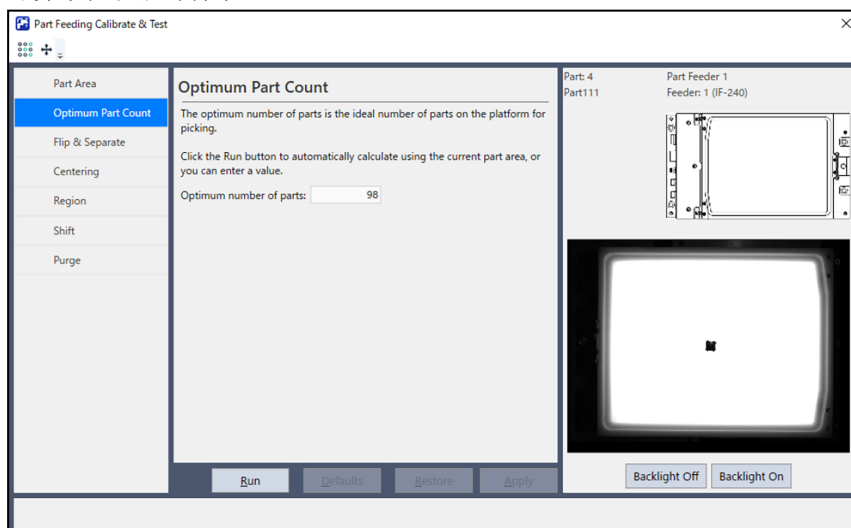 Part Feeding Calibrate & Test
Part Area
Optimum Part Count
Flip & Separate
Centering
Region
Shift
Purge
Optimum Part Count
The optimum number of parts is the ideal number of parts on the platform for
picking.
Click the Run button to automatically calculate using the current part area, or
you can enter a value.
Optimum number of parts: 98
Run Defaults Restore Apply
Part: 4 Part Feeder 1
Part111 Feeder: 1 (IF-240)
Backlight Off Backlight On